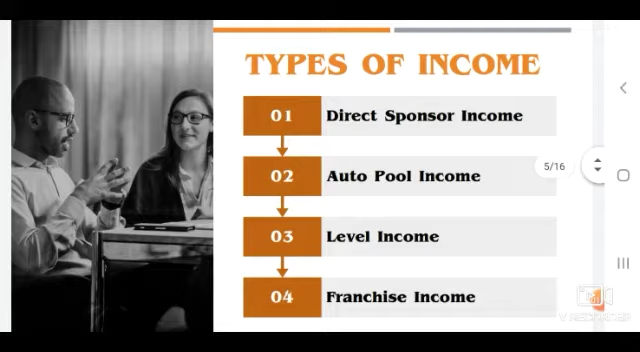 TYPES OF INCOME
01 Direct Sponsor Income
02 Auto Pool Income
5/16
03 Level Income
04 Franchise Income
V RECORDER